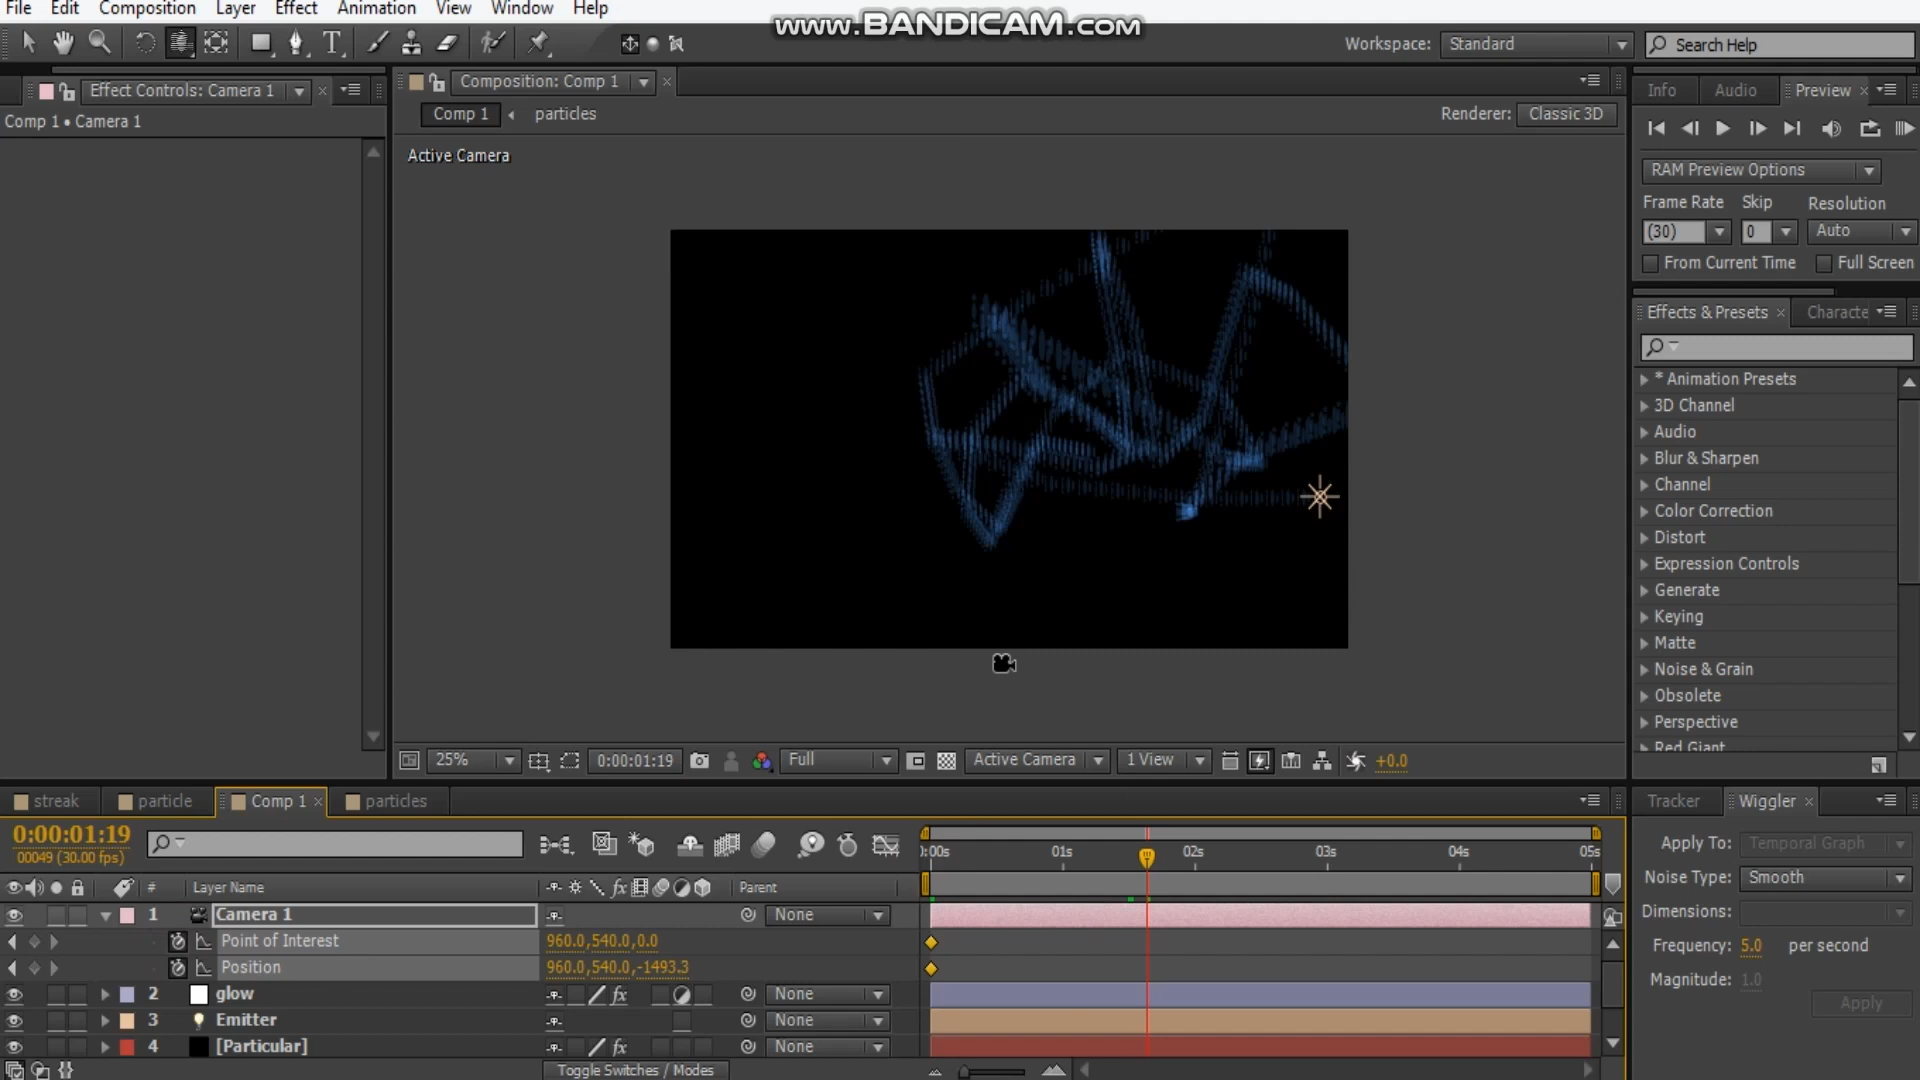 File Edit Composition Layer Effect Animation View Window Help
www.BANDICAM.com
Workspace: Standard
Search Help
Effect Controls: Camera 1
Comp 1 • Camera 1
Composition: Comp 1
Comp 1 particles
Renderer: Classic 3D
Active Camera
25% 0:00:01:19 Full Active Camera 1 View +0.0
Info Audio Preview
RAM Preview Options
Frame Rate Skip Resolution
(30) 0 Auto
From Current Time Full Screen
Effects & Presets Characte
* Animation Presets
3D Channel
Audio
Blur & Sharpen
Channel
Color Correction
Distort
Expression Controls
Generate
Keying
Matte
Noise & Grain
Obsolete
Perspective
Red Giant
streak particle Comp 1 particles
0:00:01:19
00049 (30.00 fps)
):00s 01s 02s 03s 04s 05s
# Layer Name fx Parent
1 Camera 1 None
Point of Interest 960.0,540.0,0.0
Position 960.0,540.0,-1493.3
2 glow fx None
3 Emitter None
4 [Particular] fx None
Toggle Switches / Modes
Tracker Wiggler
Apply To: Temporal Graph
Noise Type: Smooth
Dimensions:
Frequency: 5.0 per second
Magnitude: 1.0
Apply